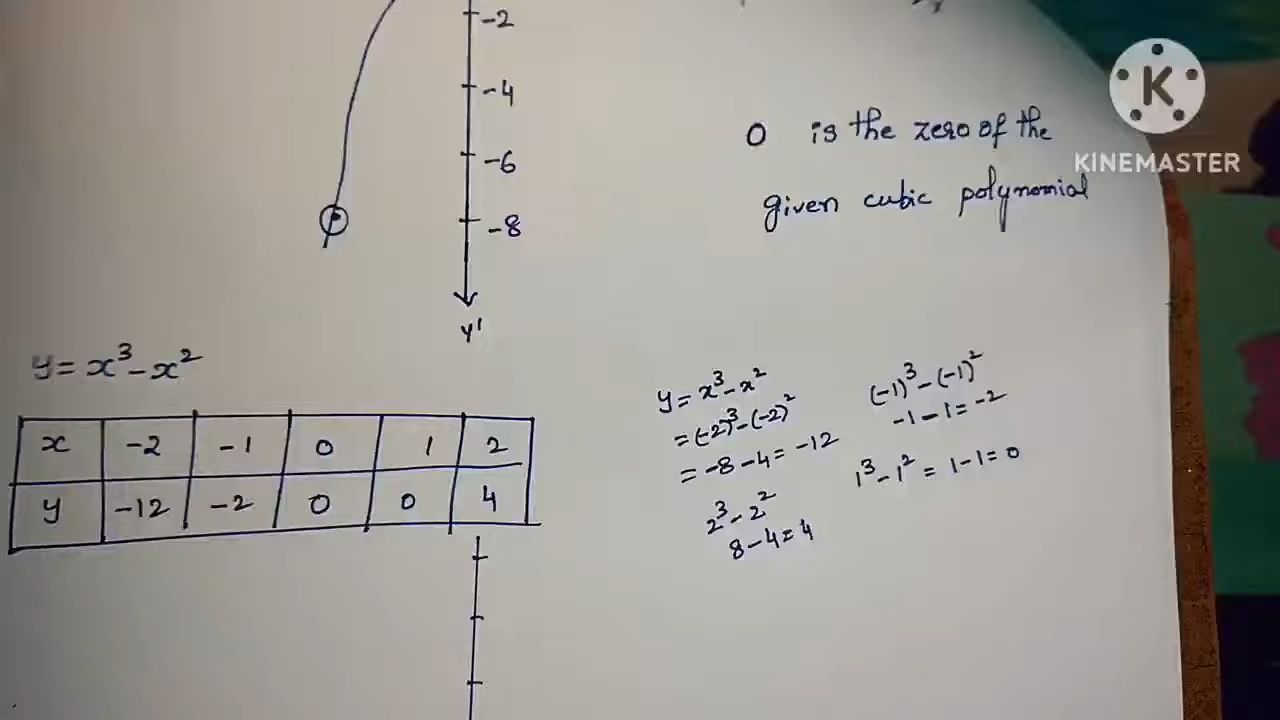 -2
-4
-6
-8
y'
0 is the zero of the
given cubic polynomial
KINEMASTER
y = x³ - x²
x -2 -1 0 1 2
y -12 -2 0 0 4
y = x³ - x²
= (-2)³ - (-2)²
= -8 - 4 = -12
2³ - 2²
8 - 4 = 4
(-1)³ - (-1)²
-1 - 1 = -2
1³ - 1² = 1 - 1 = 0